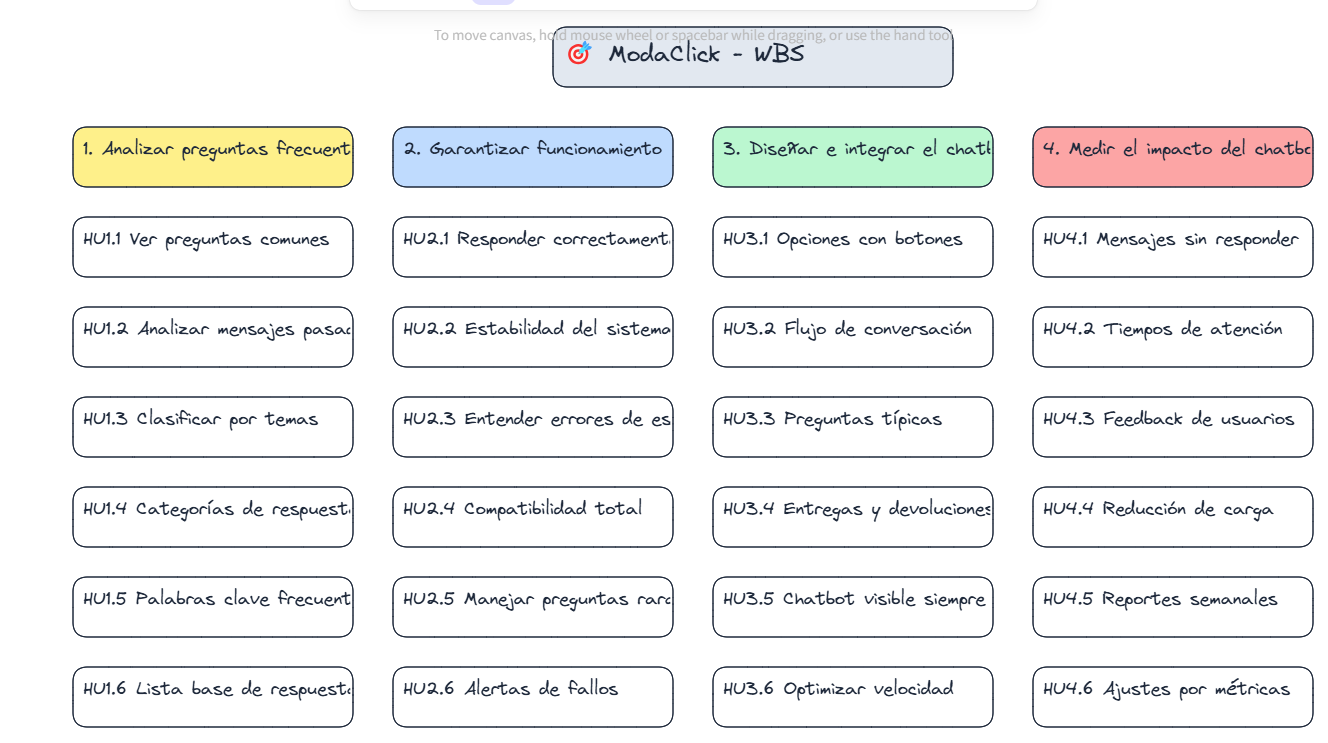 To move canvas, hold mouse wheel or spacebar while dragging, or use the hand tool
🎯 ModaClick - WBS
1. Analizar preguntas frecuent
2. Garantizar funcionamiento
3. Diseñar e integrar el chatb
4. Medir el impacto del chatbo
HU1.1 Ver preguntas comunes
HU2.1 Responder correctament
HU3.1 Opciones con botones
HU4.1 Mensajes sin responder
HU1.2 Analizar mensajes pasad
HU2.2 Estabilidad del sistema
HU3.2 Flujo de conversación
HU4.2 Tiempos de atención
HU1.3 Clasificar por temas
HU2.3 Entender errores de es
HU3.3 Preguntas típicas
HU4.3 Feedback de usuarios
HU1.4 Categorías de respuest
HU2.4 Compatibilidad total
HU3.4 Entregas y devoluciones
HU4.4 Reducción de carga
HU1.5 Palabras clave frecuent
HU2.5 Manejar preguntas rara
HU3.5 Chatbot visible siempre
HU4.5 Reportes semanales
HU1.6 Lista base de respuesta
HU2.6 Alertas de fallos
HU3.6 Optimizar velocidad
HU4.6 Ajustes por métricas